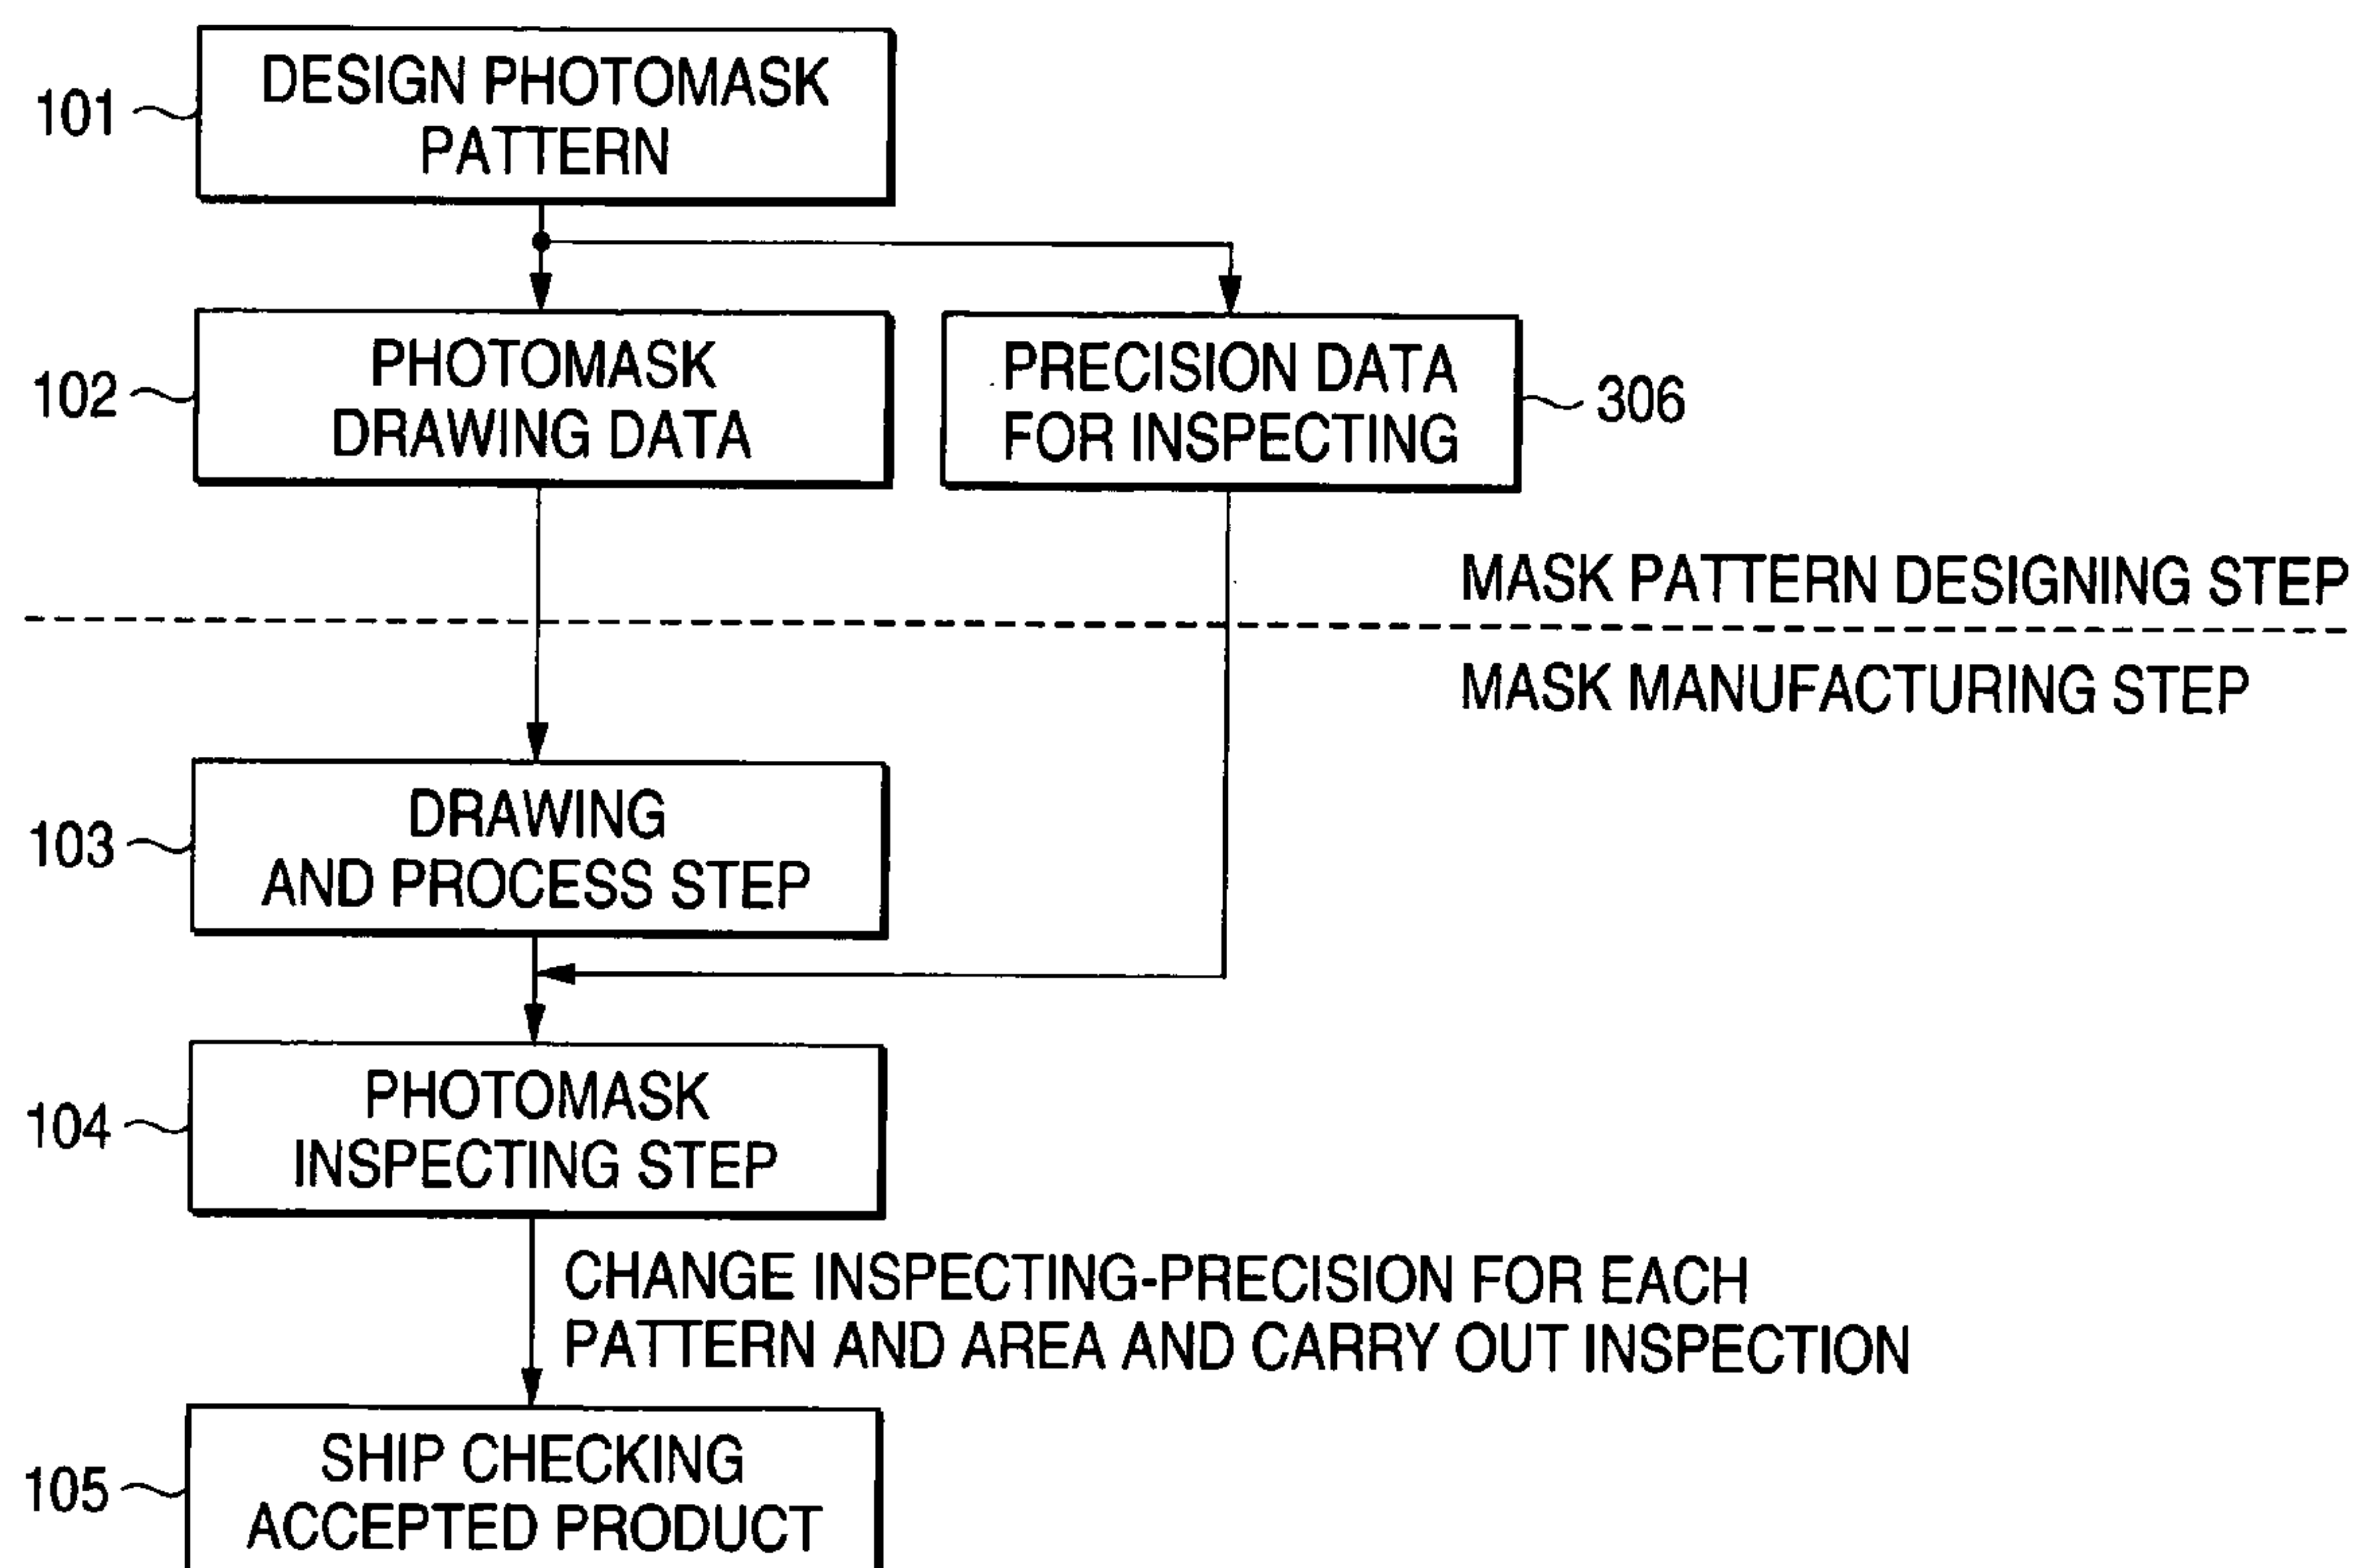 101
DESIGN PHOTOMASK
PATTERN
102
PHOTOMASK
DRAWING DATA
PRECISION DATA
FOR INSPECTING
306
MASK PATTERN DESIGNING STEP
MASK MANUFACTURING STEP
103
DRAWING
AND PROCESS STEP
104
PHOTOMASK
INSPECTING STEP
CHANGE INSPECTING-PRECISION FOR EACH
PATTERN AND AREA AND CARRY OUT INSPECTION
105
SHIP CHECKING
ACCEPTED PRODUCT